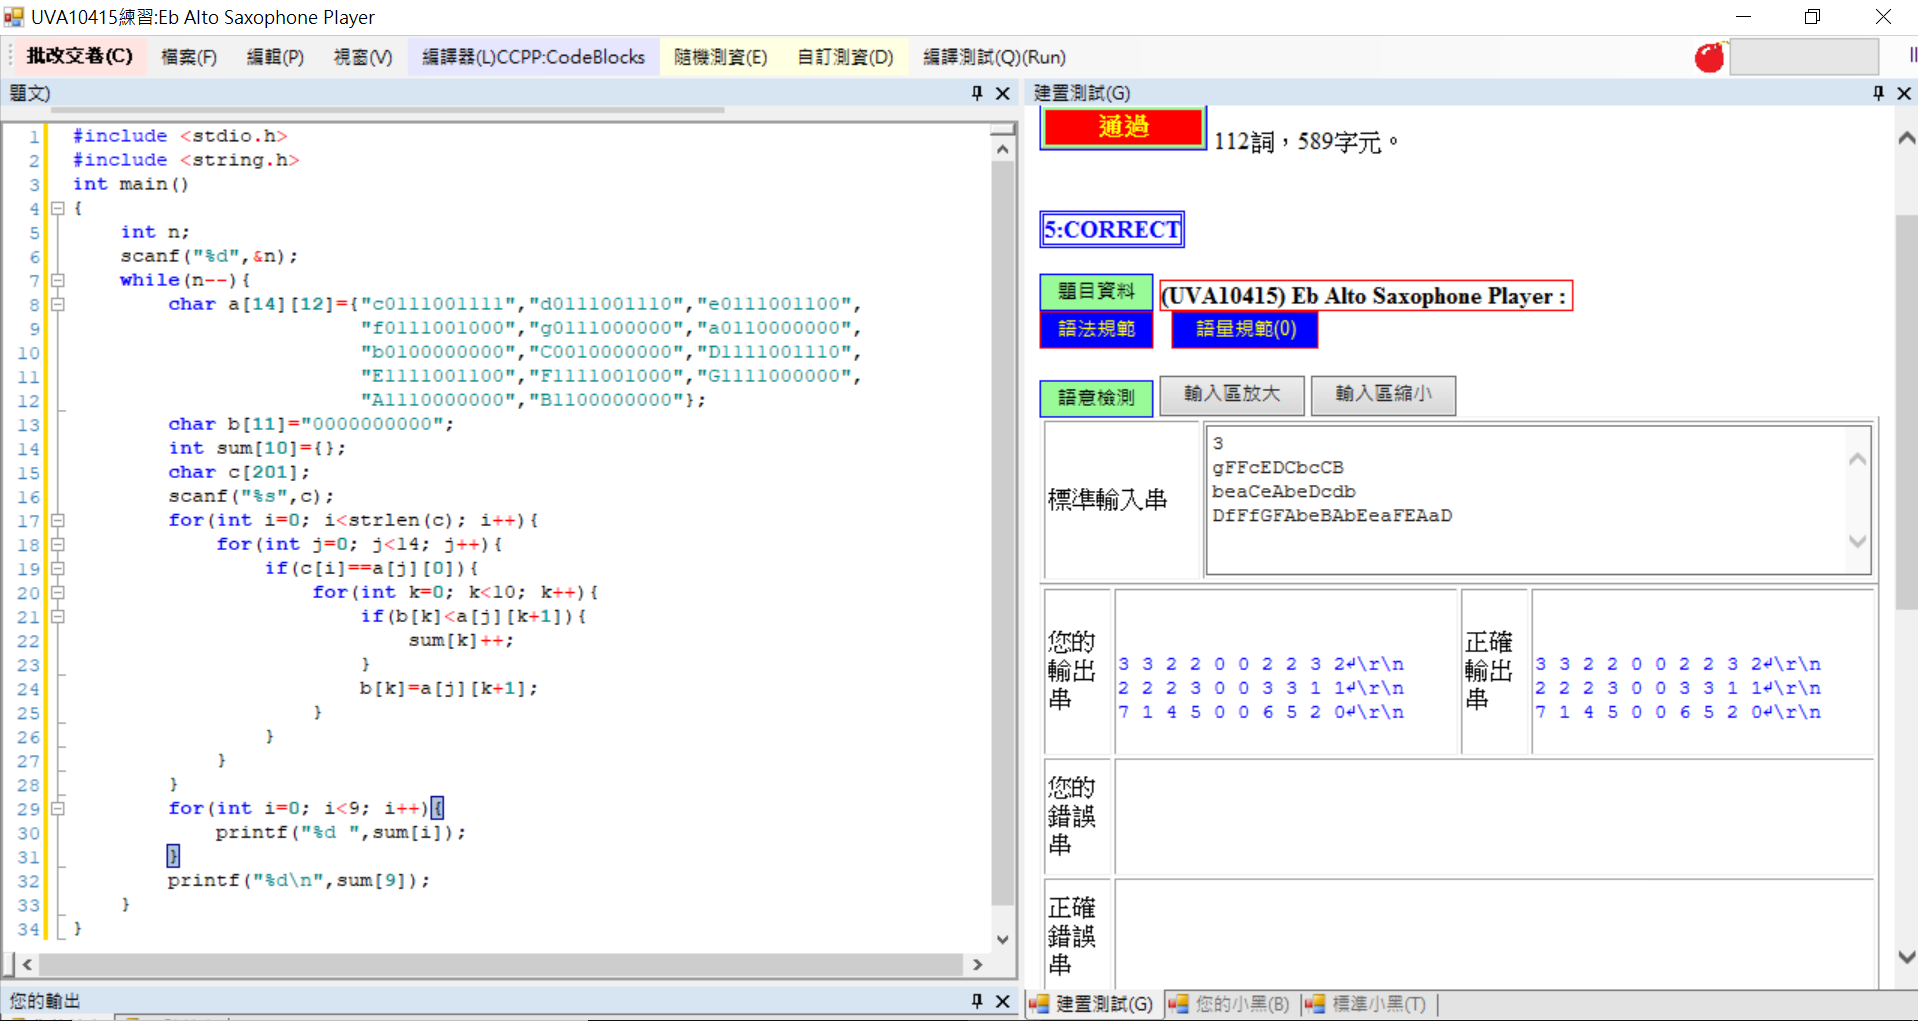 UVA10415練習:Eb Alto Saxophone Player
批改交卷(C) 檔案(F) 編輯(P) 視窗(V) 編譯器(L)CCPP:CodeBlocks 隨機測資(E) 自訂測資(D) 編譯測試(Q)(Run)
題文)
1 #include <stdio.h>
2 #include <string.h>
3 int main()
4 {
5 int n;
6 scanf("%d",&n);
7 while(n--){
8 char a[14][12]={"c0111001111","d0111001110","e0111001100",
9 "f0111001000","g0111000000","a0110000000",
10 "b0100000000","C0010000000","D1111001110",
11 "E1111001100","F1111001000","G1111000000",
12 "A1110000000","B1100000000"};
13 char b[11]="0000000000";
14 int sum[10]={};
15 char c[201];
16 scanf("%s",c);
17 for(int i=0; i<strlen(c); i++){
18 for(int j=0; j<14; j++){
19 if(c[i]==a[j][0]){
20 for(int k=0; k<10; k++){
21 if(b[k]<a[j][k+1]){
22 sum[k]++;
23 }
24 b[k]=a[j][k+1];
25 }
26 }
27 }
28 }
29 for(int i=0; i<9; i++){
30 printf("%d ",sum[i]);
31 }
32 printf("%d\n",sum[9]);
33 }
34 }
您的輸出
建置測試(G)
通過 112詞，589字元。
5:CORRECT
題目資料 (UVA10415) Eb Alto Saxophone Player :
語法規範 語量規範(0)
語意檢測 輸入區放大 輸入區縮小
標準輸入串
3
gFFcEDCbcCB
beaCeAbeDcdb
DfFfGFAbeBAbEeaFEAaD
您的輸出串
3 3 2 2 0 0 2 2 3 2↲\r\n
2 2 2 3 0 0 3 3 1 1↲\r\n
7 1 4 5 0 0 6 5 2 0↲\r\n
正確輸出串
3 3 2 2 0 0 2 2 3 2↲\r\n
2 2 2 3 0 0 3 3 1 1↲\r\n
7 1 4 5 0 0 6 5 2 0↲\r\n
您的錯誤串
正確錯誤串
建置測試(G) 您的小黑(B) 標準小黑(T)